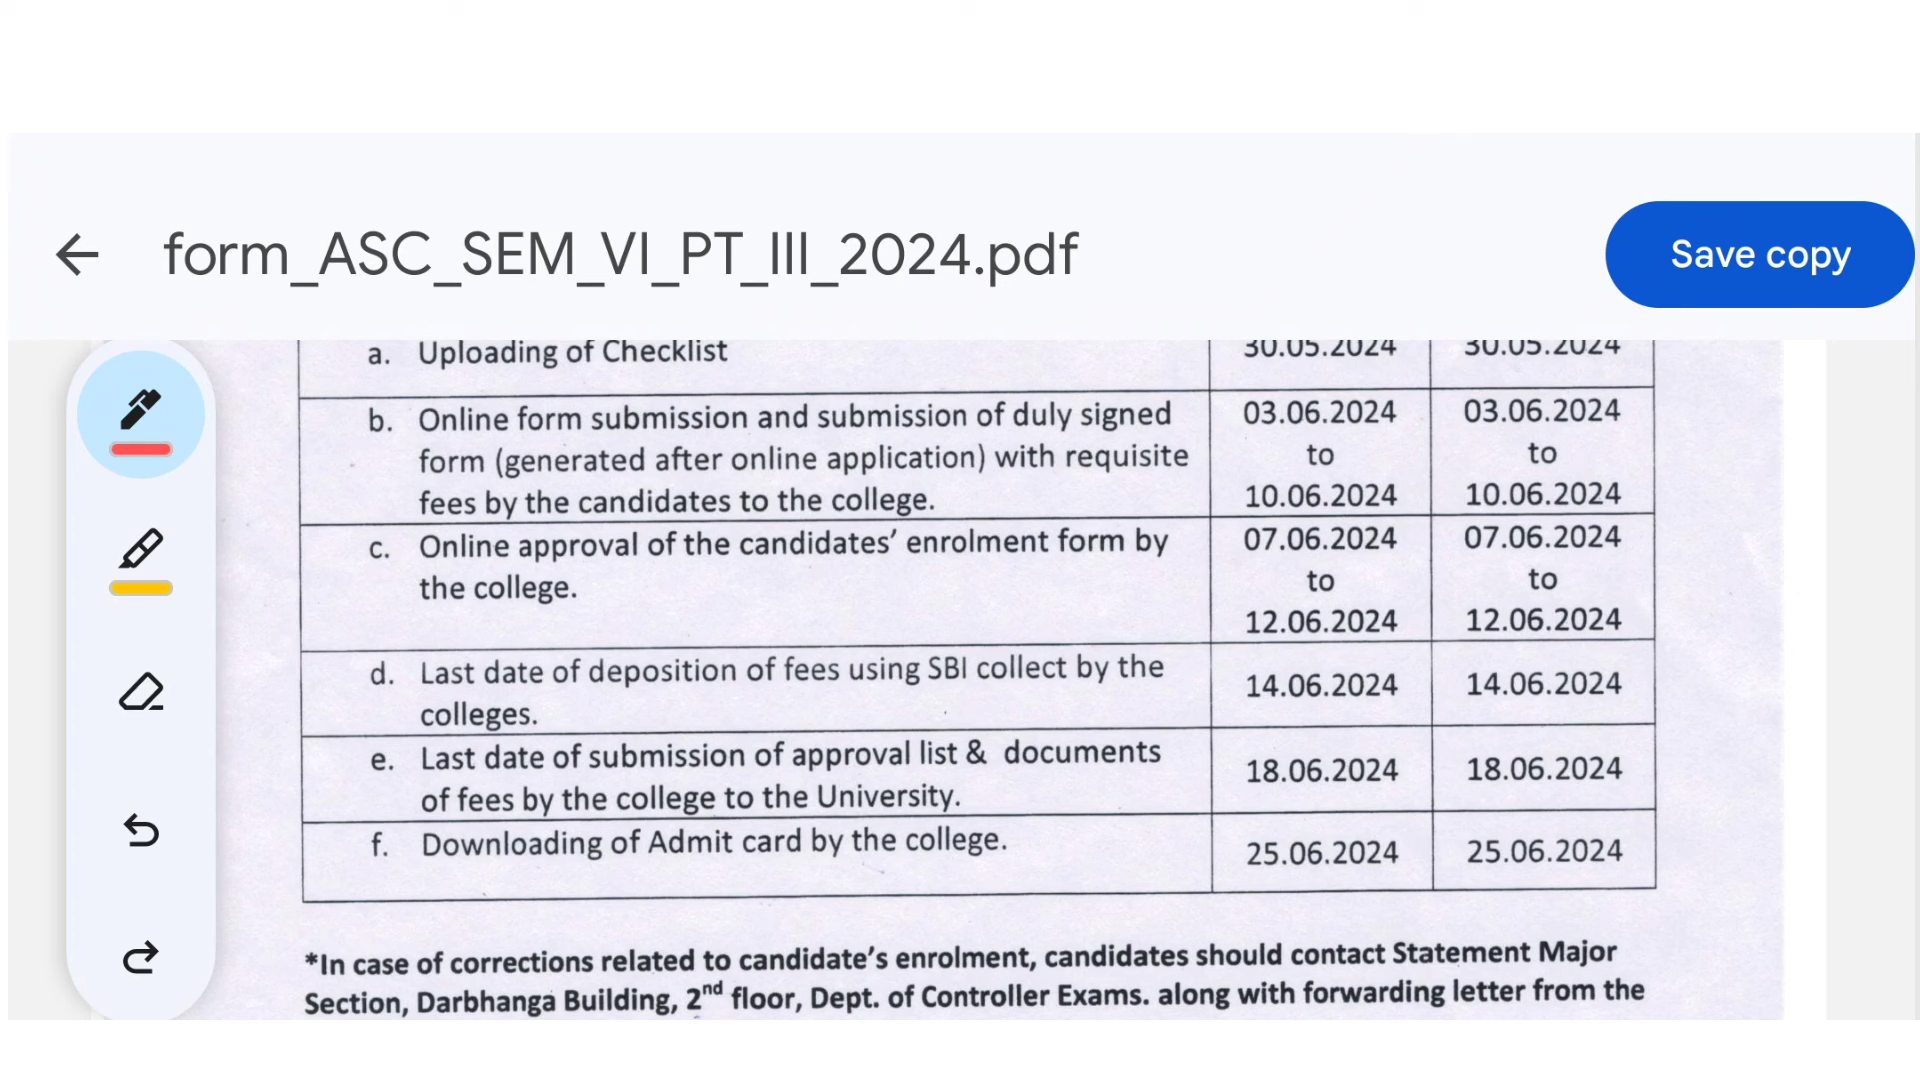 form_ASC_SEM_VI_PT_III_2024.pdf
Save copy
a. Uploading of Checklist 30.05.2024 30.05.2024
b. Online form submission and submission of duly signed 03.06.2024 03.06.2024
form (generated after online application) with requisite to to
fees by the candidates to the college. 10.06.2024 10.06.2024
c. Online approval of the candidates' enrolment form by 07.06.2024 07.06.2024
the college. to to
12.06.2024 12.06.2024
d. Last date of deposition of fees using SBI collect by the 14.06.2024 14.06.2024
colleges.
e. Last date of submission of approval list & documents 18.06.2024 18.06.2024
of fees by the college to the University.
f. Downloading of Admit card by the college. 25.06.2024 25.06.2024
*In case of corrections related to candidate's enrolment, candidates should contact Statement Major
Section, Darbhanga Building, 2nd floor, Dept. of Controller Exams. along with forwarding letter from the